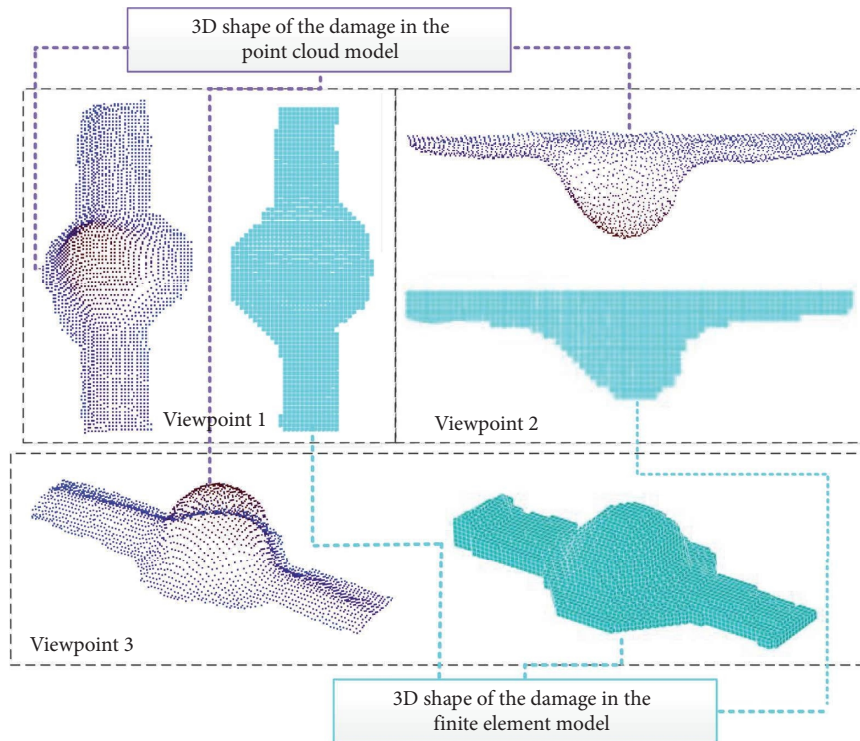 3D shape of the damage in the
point cloud model
Viewpoint 1
Viewpoint 2
Viewpoint 3
3D shape of the damage in the
finite element model